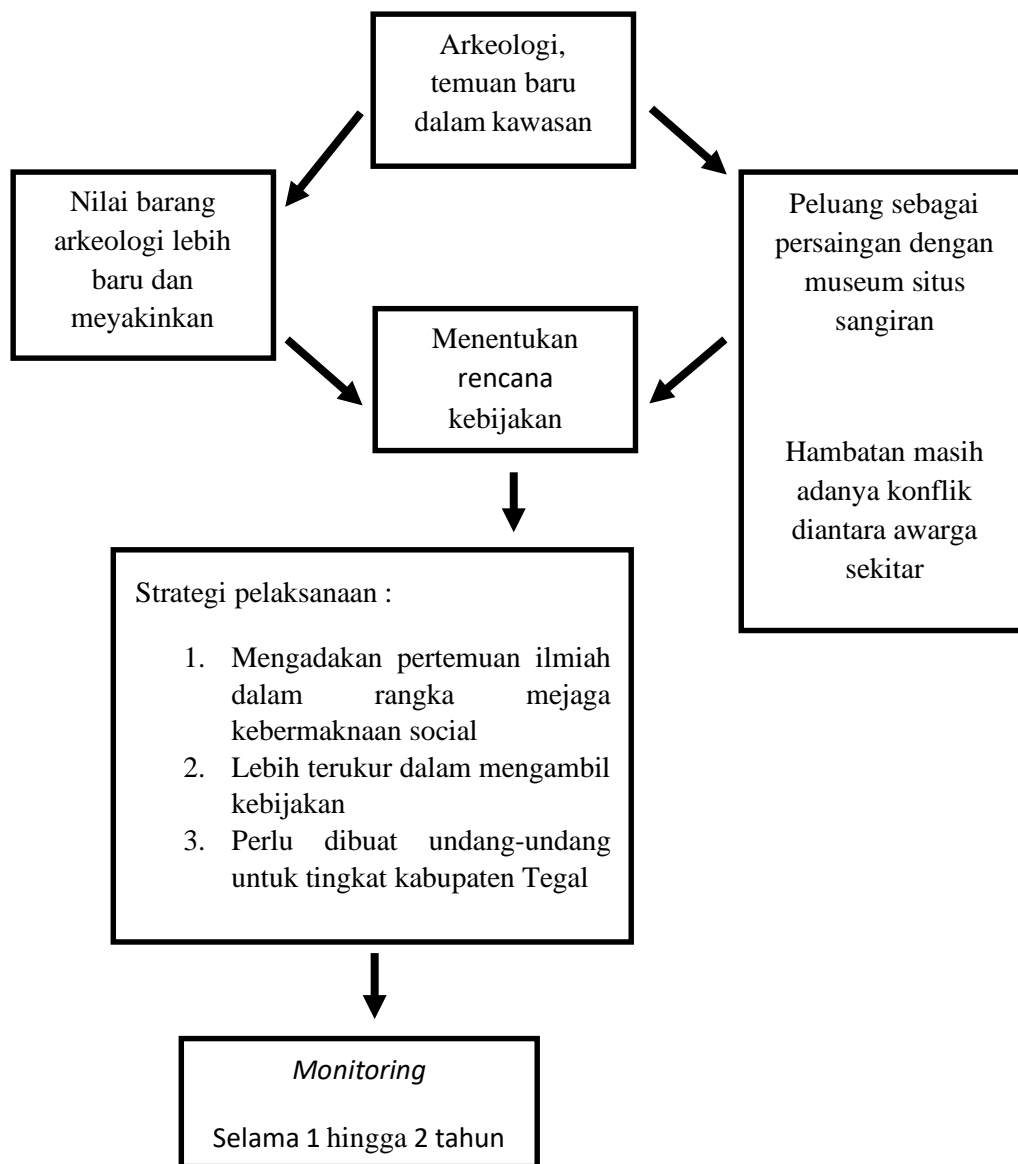 Arkeologi,
temuan baru
dalam kawasan
Nilai barang
arkeologi lebih
baru dan
meyakinkan
Peluang sebagai
persaingan dengan
museum situs
sangiran
Hambatan masih
adanya konflik
diantara awarga
sekitar
Menentukan
rencana
kebijakan
Strategi pelaksanaan :
1. Mengadakan pertemuan ilmiah
dalam rangka mejaga
kebermaknaan social
2. Lebih terukur dalam mengambil
kebijakan
3. Perlu dibuat undang-undang
untuk tingkat kabupaten Tegal
Monitoring
Selama 1 hingga 2 tahun